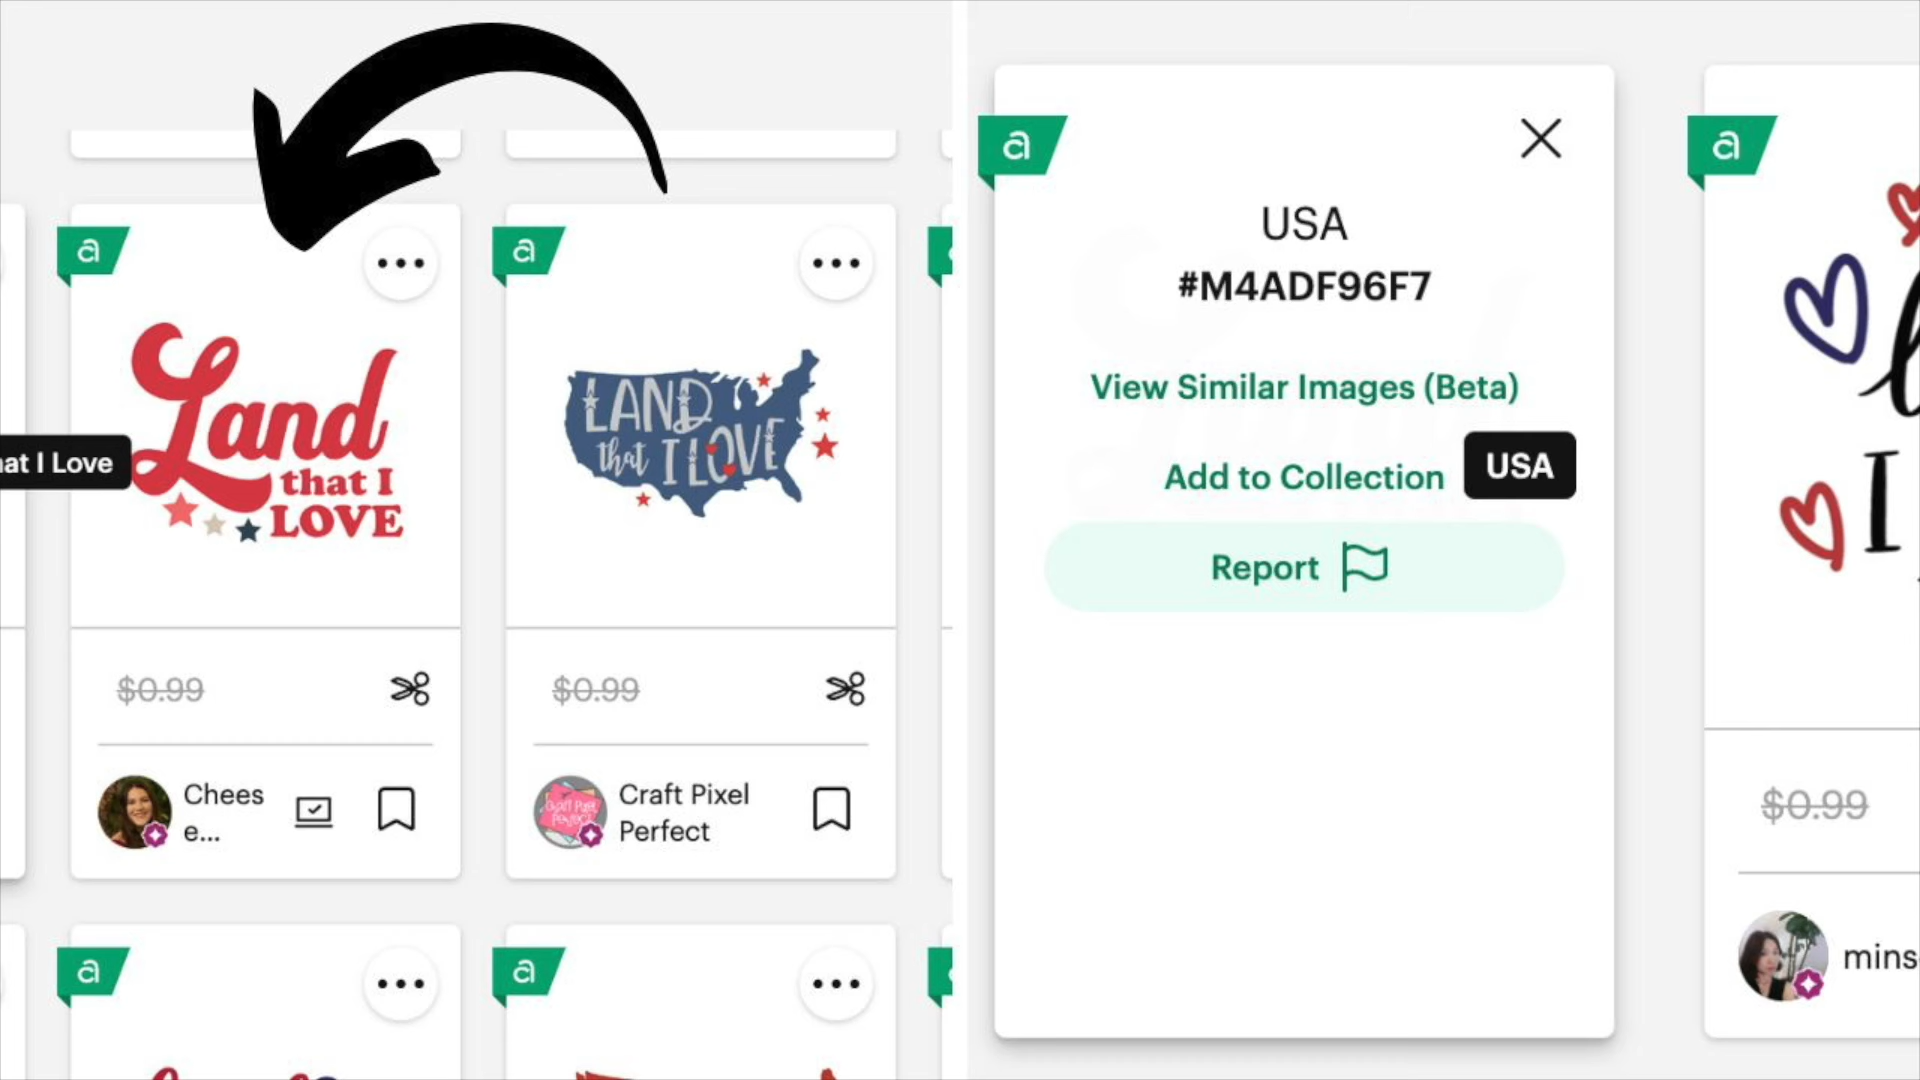 a
Land
that I
LOVE
at I Love
$0.99
Chees
e...
a
LAND
that I LOVE
$0.99
Craft Pixel
Perfect
a
a
a
USA
#M4ADF96F7
View Similar Images (Beta)
Add to Collection
USA
Report
a
I
$0.99
mins